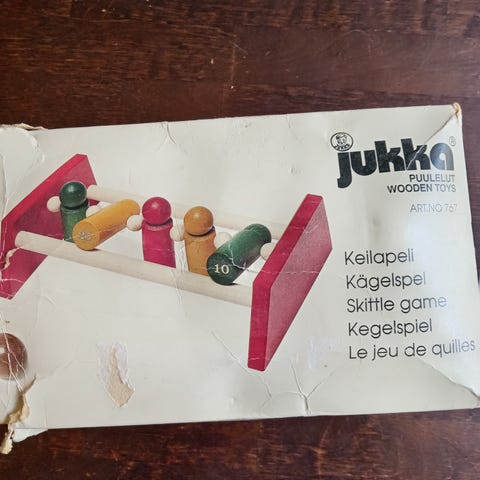 jukka®
PUULELUT
WOODEN TOYS
ART.NO 767
Keilapeli
Kägelspel
Skittle game
Kegelspiel
Le jeu de quilles
10